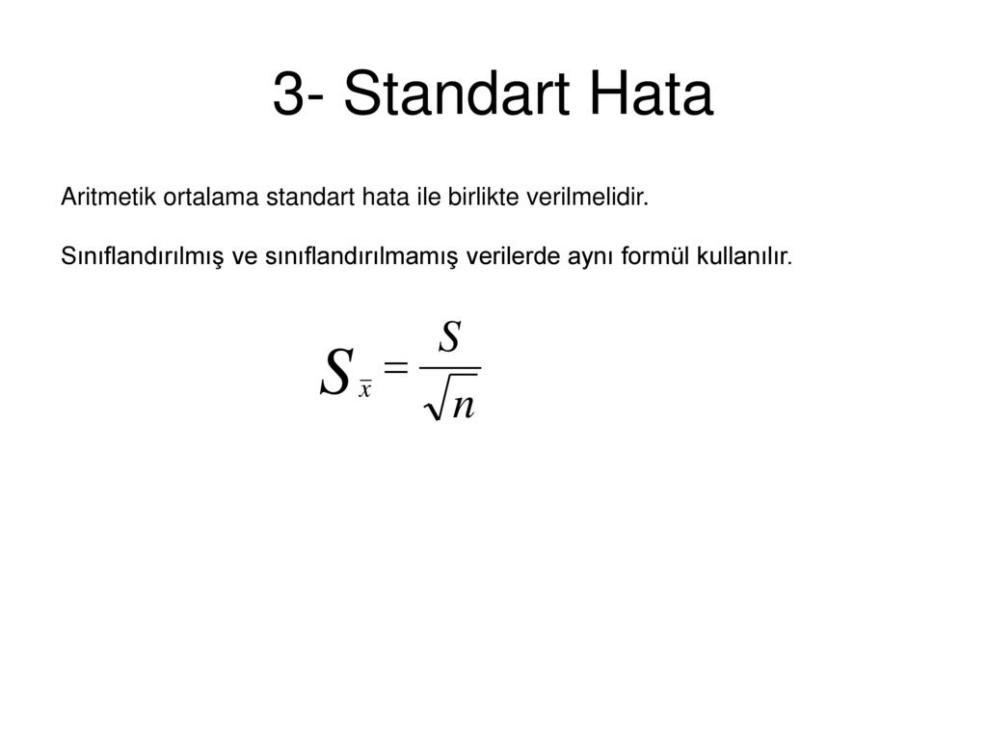 3- Standart Hata
Aritmetik ortalama standart hata ile birlikte verilmelidir.
Sınıflandırılmış ve sınıflandırılmamış verilerde aynı formül kullanılır.
S_x̄ = S / √n